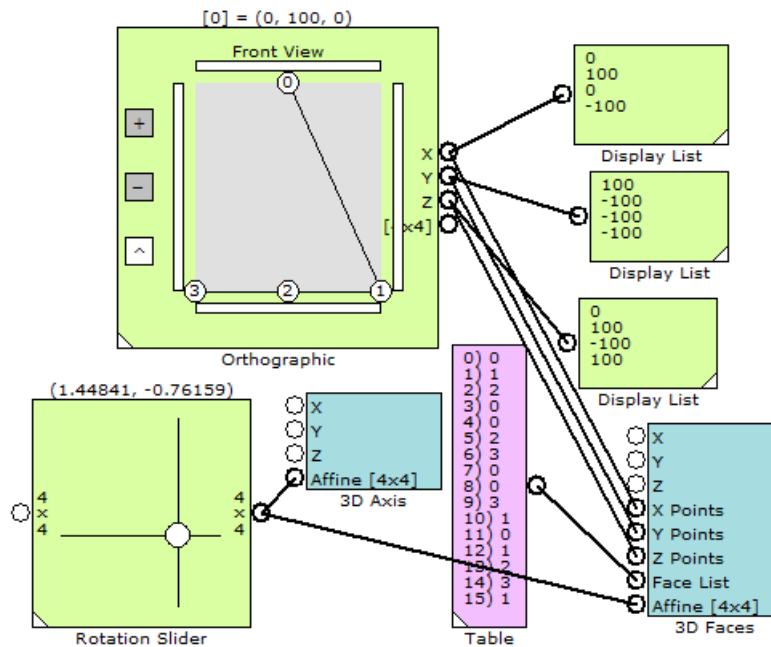 [0] = (0, 100, 0)
Front View
0
+
−
^
X
Y
Z
[4x4]
3
2
1
Orthographic
0
100
0
-100
Display List
100
-100
-100
-100
Display List
0
100
-100
100
Display List
(1.44841, -0.76159)
4
x
4
4
x
4
Rotation Slider
X
Y
Z
Affine [4x4]
3D Axis
0) 0
1) 1
2) 2
3) 0
4) 0
5) 2
6) 3
7) 0
8) 0
9) 3
10) 1
11) 0
12) 1
13) 2
14) 3
15) 1
Table
X
Y
Z
X Points
Y Points
Z Points
Face List
Affine [4x4]
3D Faces